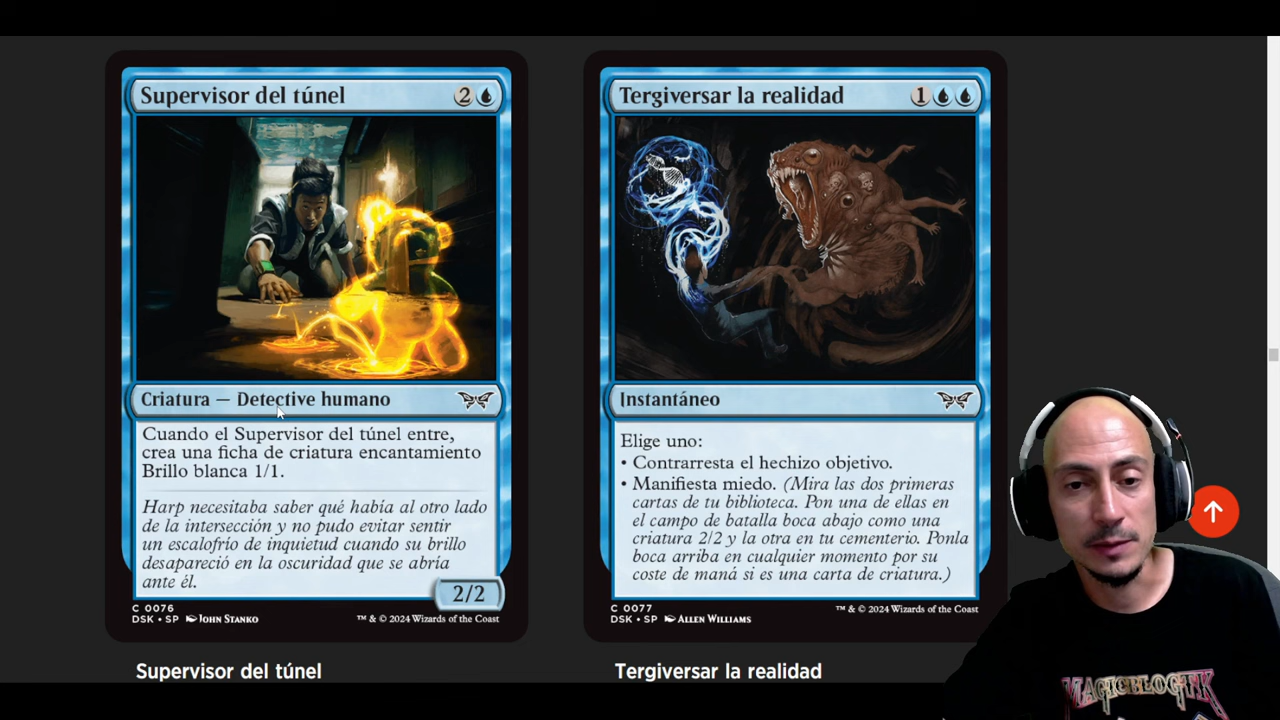 Supervisor del túnel
2
Criatura — Detective humano
Cuando el Supervisor del túnel entre,
crea una ficha de criatura encantamiento
Brillo blanca 1/1.
Harp necesitaba saber qué había al otro lado
de la intersección y no pudo evitar sentir
un escalofrío de inquietud cuando su brillo
desapareció en la oscuridad que se abría
ante él.
2/2
C 0076
DSK • SP JOHN STANKO
™ & © 2024 Wizards of the Coast
Supervisor del túnel
Tergiversar la realidad
1
Instantáneo
Elige uno:
• Contrarresta el hechizo objetivo.
• Manifiesta miedo. (Mira las dos primeras
cartas de tu biblioteca. Pon una de ellas en
el campo de batalla boca abajo como una
criatura 2/2 y la otra en tu cementerio. Ponla
boca arriba en cualquier momento por su
coste de maná si es una carta de criatura.)
C 0077
DSK • SP ALLEN WILLIAMS
™ & © 2024 Wizards of the Coast
Tergiversar la realidad
MAGICBLOGTK